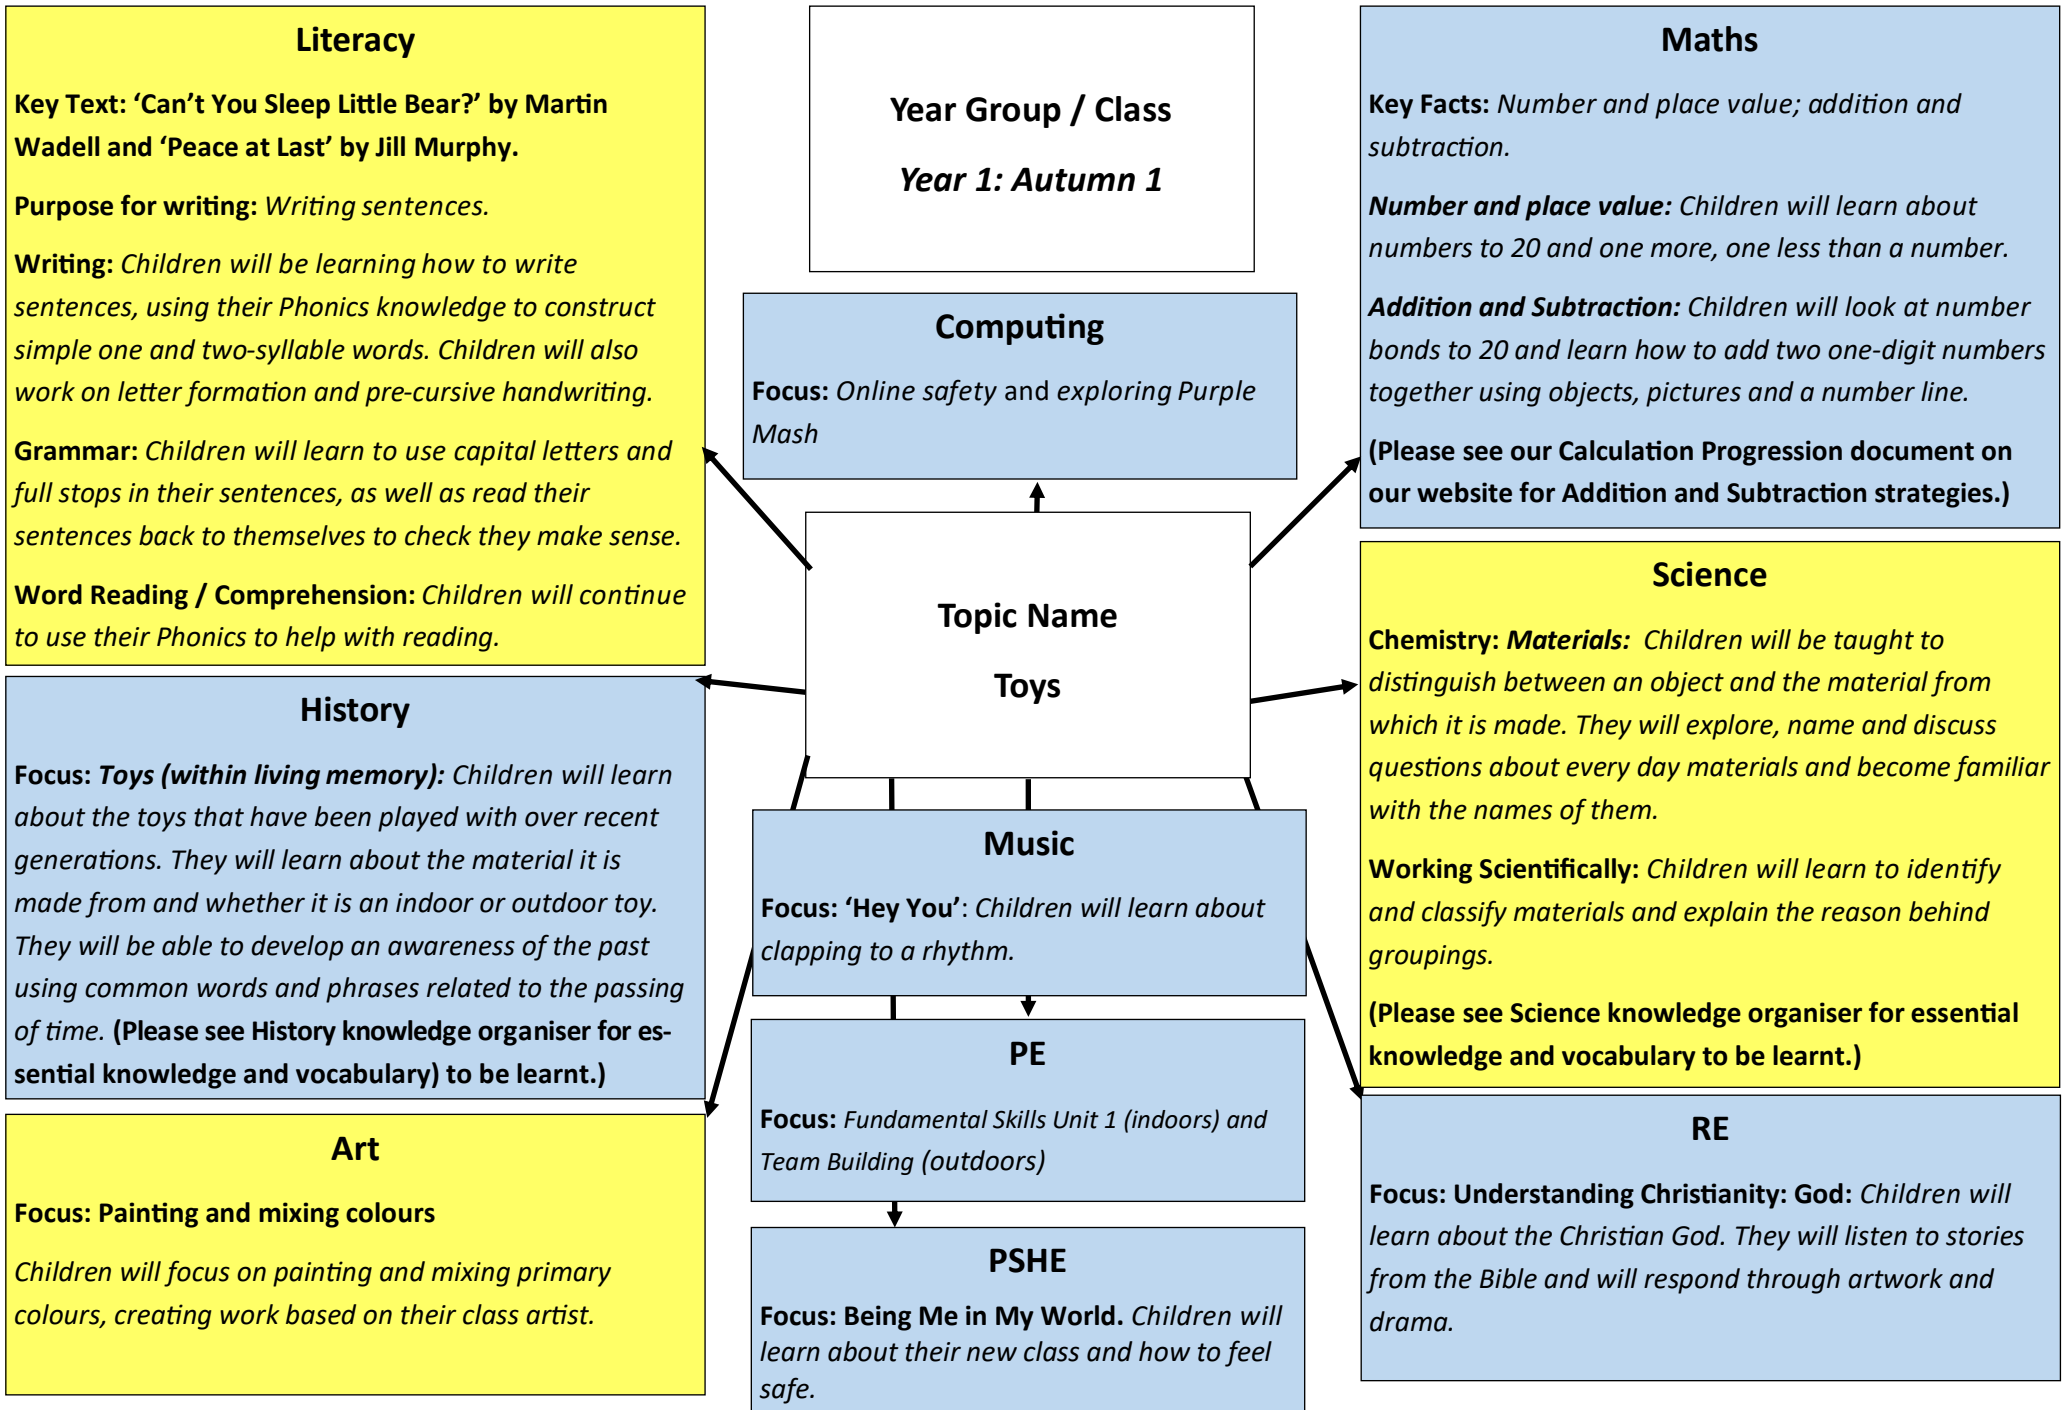 Literacy
Key Text: ‘Can’t You Sleep Little Bear?’ by Martin
Wadell and ‘Peace at Last’ by Jill Murphy.
Purpose for writing: Writing sentences.
Writing: Children will be learning how to write
sentences, using their Phonics knowledge to construct
simple one and two-syllable words. Children will also
work on letter formation and pre-cursive handwriting.
Grammar: Children will learn to use capital letters and
full stops in their sentences, as well as read their
sentences back to themselves to check they make sense.
Word Reading / Comprehension: Children will continue
to use their Phonics to help with reading.
Year Group / Class
Year 1: Autumn 1
Computing
Focus: Online safety and exploring Purple
Mash
Maths
Key Facts: Number and place value; addition and
subtraction.
Number and place value: Children will learn about
numbers to 20 and one more, one less than a number.
Addition and Subtraction: Children will look at number
bonds to 20 and learn how to add two one-digit numbers
together using objects, pictures and a number line.
(Please see our Calculation Progression document on
our website for Addition and Subtraction strategies.)
Topic Name
Toys
Science
Chemistry: Materials: Children will be taught to
distinguish between an object and the material from
which it is made. They will explore, name and discuss
questions about every day materials and become familiar
with the names of them.
Working Scientifically: Children will learn to identify
and classify materials and explain the reason behind
groupings.
(Please see Science knowledge organiser for essential
knowledge and vocabulary to be learnt.)
History
Focus: Toys (within living memory): Children will learn
about the toys that have been played with over recent
generations. They will learn about the material it is
made from and whether it is an indoor or outdoor toy.
They will be able to develop an awareness of the past
using common words and phrases related to the passing
of time. (Please see History knowledge organiser for es-
sential knowledge and vocabulary) to be learnt.)
Music
Focus: ‘Hey You’: Children will learn about
clapping to a rhythm.
PE
Focus: Fundamental Skills Unit 1 (indoors) and
Team Building (outdoors)
Art
Focus: Painting and mixing colours
Children will focus on painting and mixing primary
colours, creating work based on their class artist.
PSHE
Focus: Being Me in My World. Children will
learn about their new class and how to feel
safe.
RE
Focus: Understanding Christianity: God: Children will
learn about the Christian God. They will listen to stories
from the Bible and will respond through artwork and
drama.